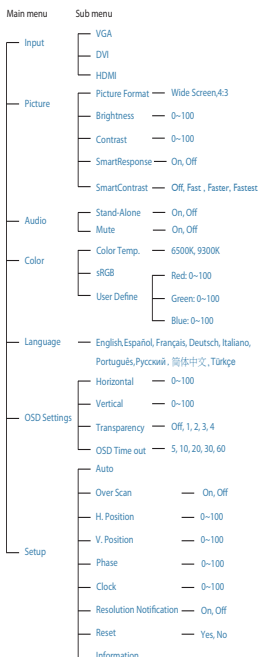 Main menu Sub menu
Input
VGA
DVI
HDMI
Picture
Picture Format Wide Screen,4:3
Brightness 0~100
Contrast 0~100
SmartResponse On, Off
SmartContrast Off, Fast , Faster, Fastest
Audio
Stand-Alone On, Off
Mute On, Off
Color
Color Temp. 6500K, 9300K
sRGB
User Define
Red: 0~100
Green: 0~100
Blue: 0~100
Language
English,Español, Français, Deutsch, Italiano,
Português,Русский , 简体中文 , Türkçe
OSD Settings
Horizontal 0~100
Vertical 0~100
Transparency Off, 1, 2, 3, 4
OSD Time out 5, 10, 20, 30, 60
Setup
Auto
Over Scan On, Off
H. Position 0~100
V. Position 0~100
Phase 0~100
Clock 0~100
Resolution Notification On, Off
Reset Yes, No
Information